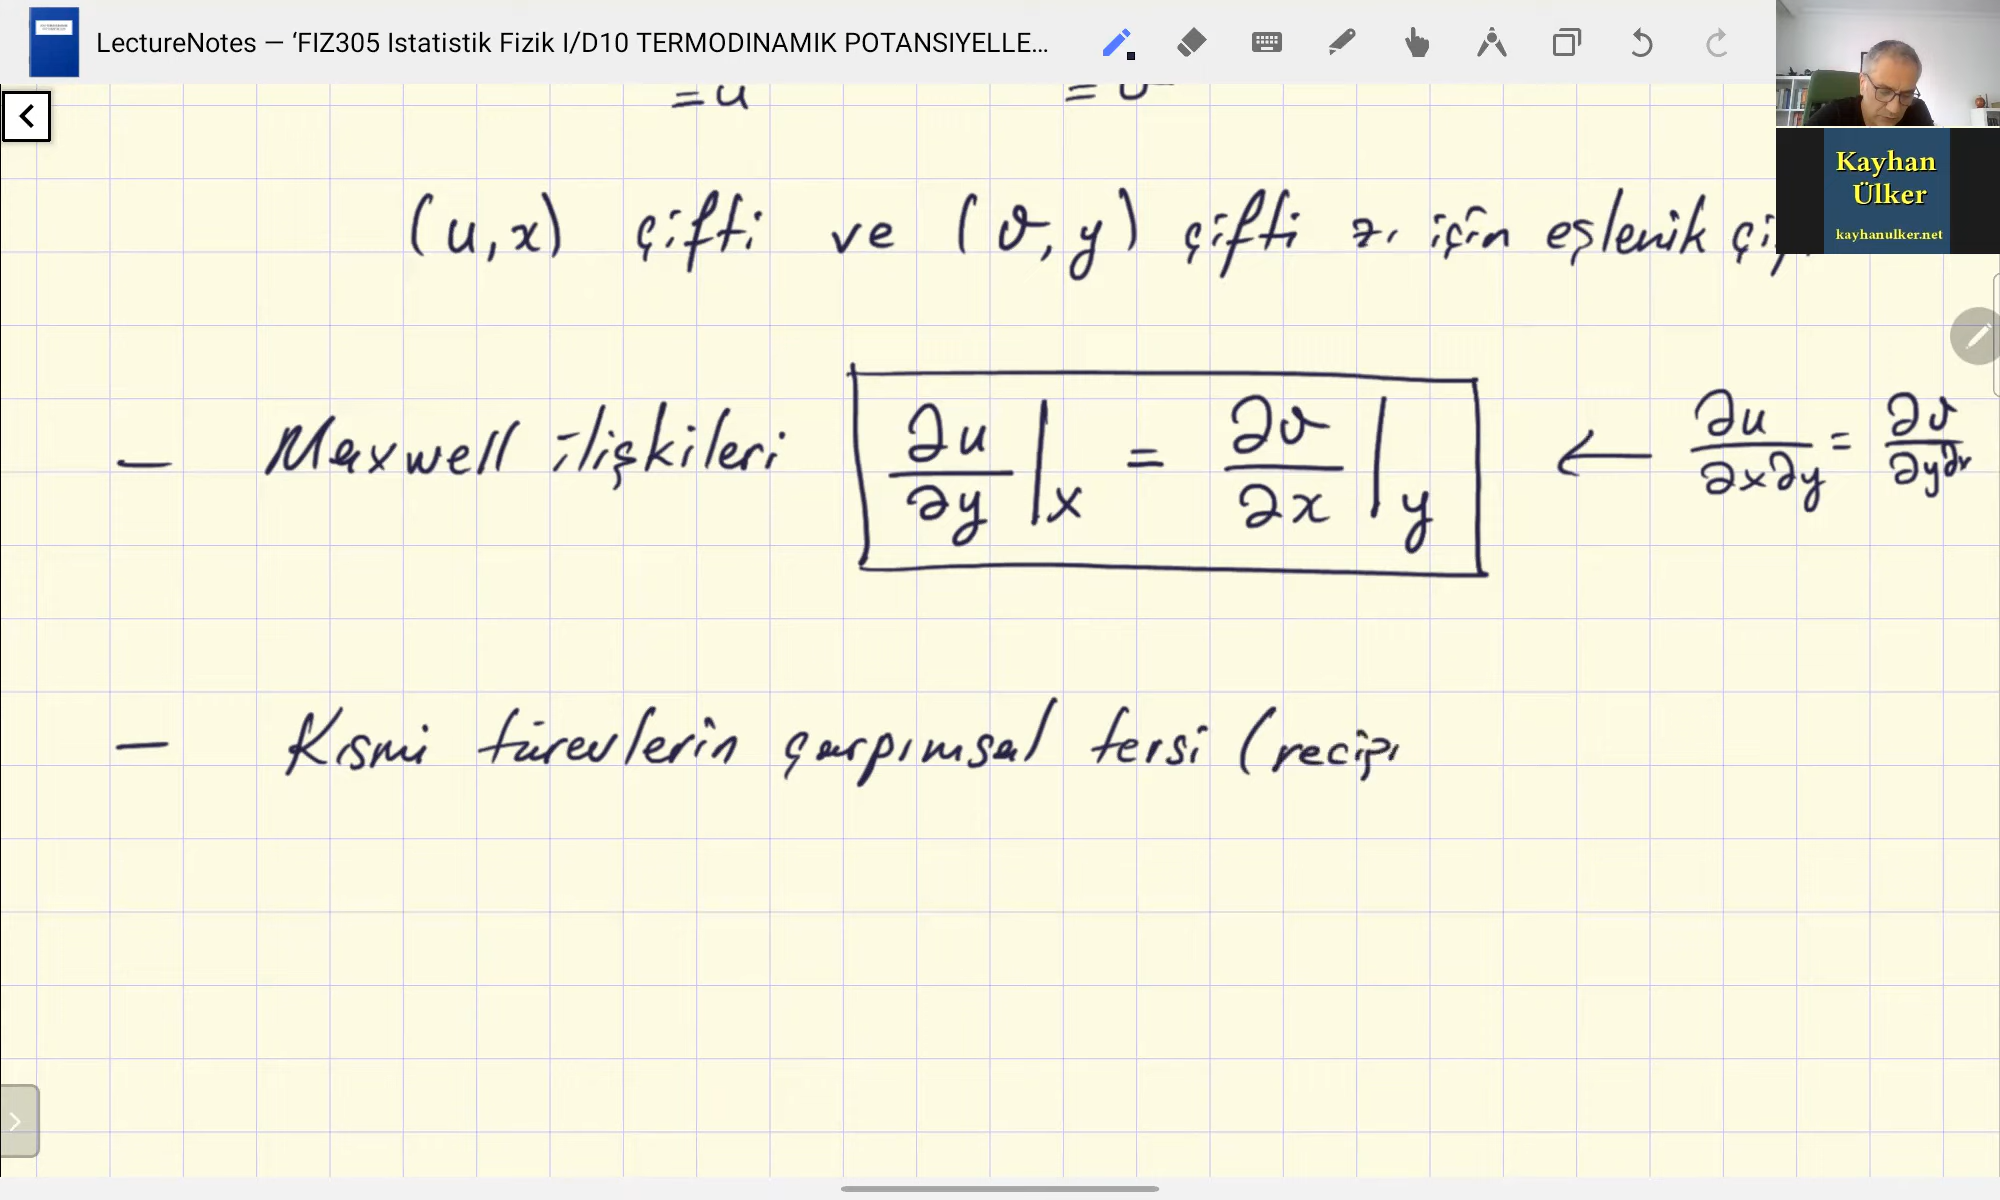 LectureNotes — ‘FIZ305 Istatistik Fizik I/D10 TERMODINAMIK POTANSIYELLE...
Kayhan
Ülker
kayhanulker.net
= u = v
(u, x) çifti ve (v, y) çifti z için eşlenik
— Maxwell ilişkileri ∂u/∂y |x = ∂v/∂x |y ← ∂u/∂x∂y = ∂v/∂y∂x
— Kısmi türevlerin çarpımsal tersi (recip